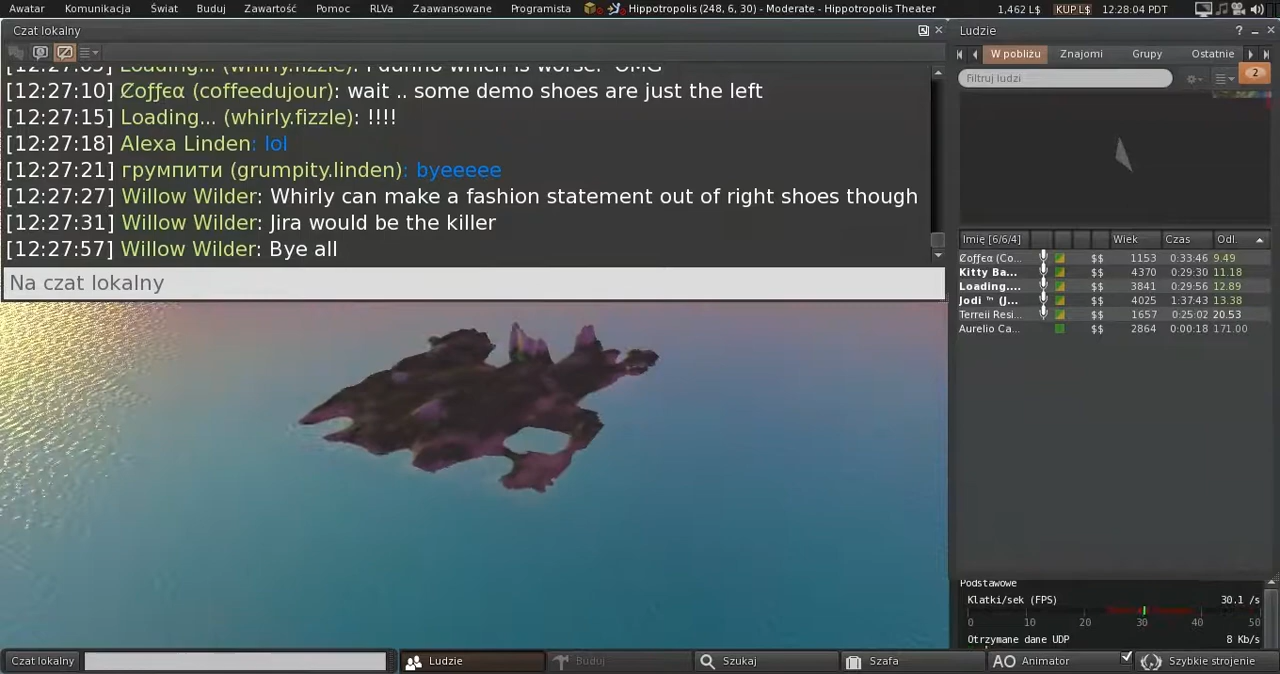 Awatar Komunikacja Świat Buduj Zawartość Pomoc RLVa Zaawansowane Programista Hippotropolis (248, 6, 30) - Moderate - Hippotropolis Theater 1,462 L$ KUP L$ 12:28:04 PDT
Czat lokalny
Ludzie
W pobliżu Znajomi Grupy Ostatnie
2
Filtruj ludzi
[12:27:10] Ȼoƒƒєα (coffeedujour): wait .. some demo shoes are just the left
[12:27:15] Loading... (whirly.fizzle): !!!!
[12:27:18] Alexa Linden: lol
[12:27:21] грумпити (grumpity.linden): byeeeee
[12:27:27] Willow Wilder: Whirly can make a fashion statement out of right shoes though
[12:27:31] Willow Wilder: Jira would be the killer
[12:27:57] Willow Wilder: Bye all
Na czat lokalny
Imię [6/6/4] Wiek Czas Odl.
Ȼoƒƒєα (Co... $$ 1153 0:33:46 9.49
Kitty Ba... $$ 4370 0:29:30 11.18
Loading.... $$ 3841 0:29:56 12.89
Jodi ™ (J... $$ 4025 1:37:43 13.38
Terreii Resi... $$ 1657 0:25:02 20.53
Aurelio Ca... $$ 2864 0:00:18 171.00
Podstawowe
Klatki/sek (FPS) 30.1 /s
0 10 20 30 40 50
Otrzymane dane UDP 8 Kb/s
Czat lokalny Ludzie Buduj Szukaj Szafa AO Animator Szybkie strojenie